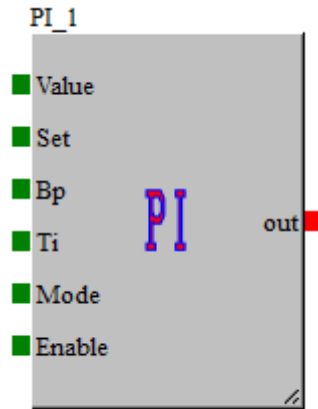 PI_1
Value
Set
Bp
PI
Ti
out
Mode
Enable